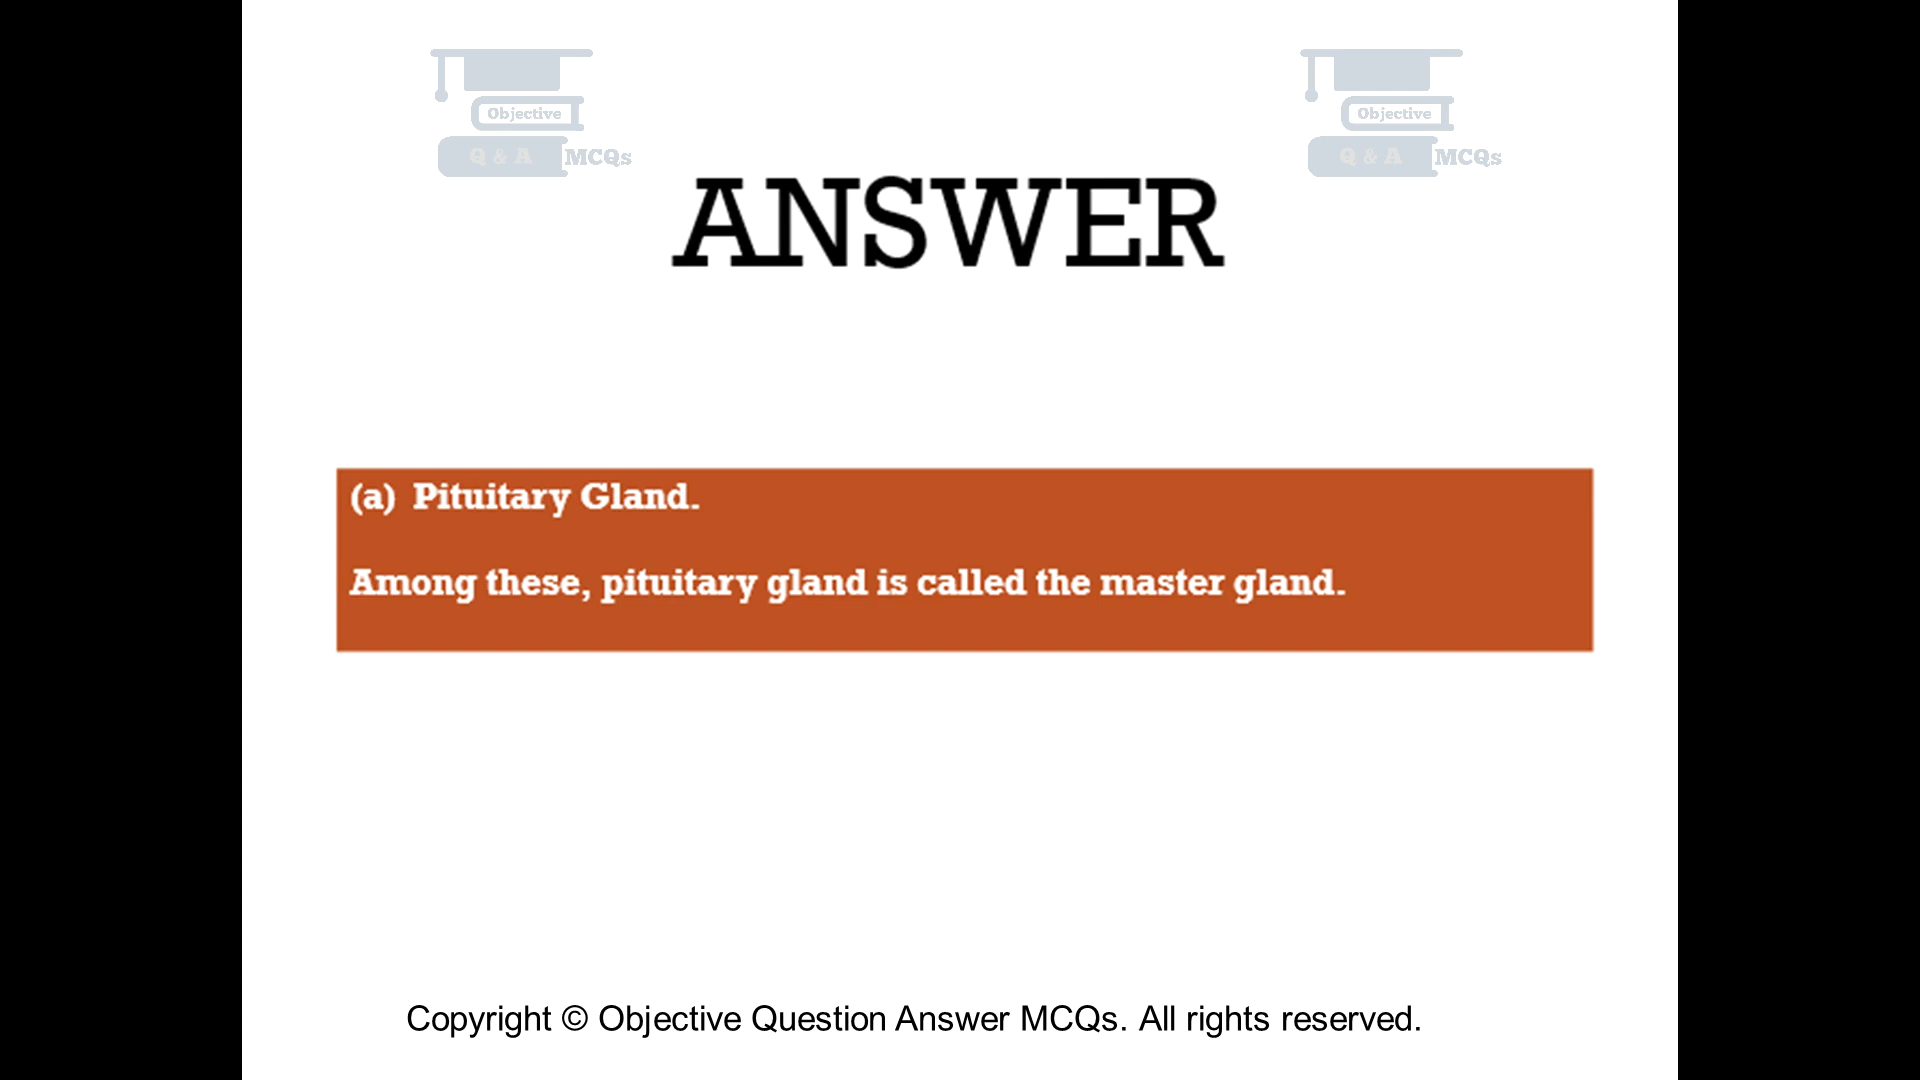 Objective
Q & A MCQs
Objective
Q & A MCQs
ANSWER
(a) Pituitary Gland.
Among these, pituitary gland is called the master gland.
Copyright © Objective Question Answer MCQs. All rights reserved.